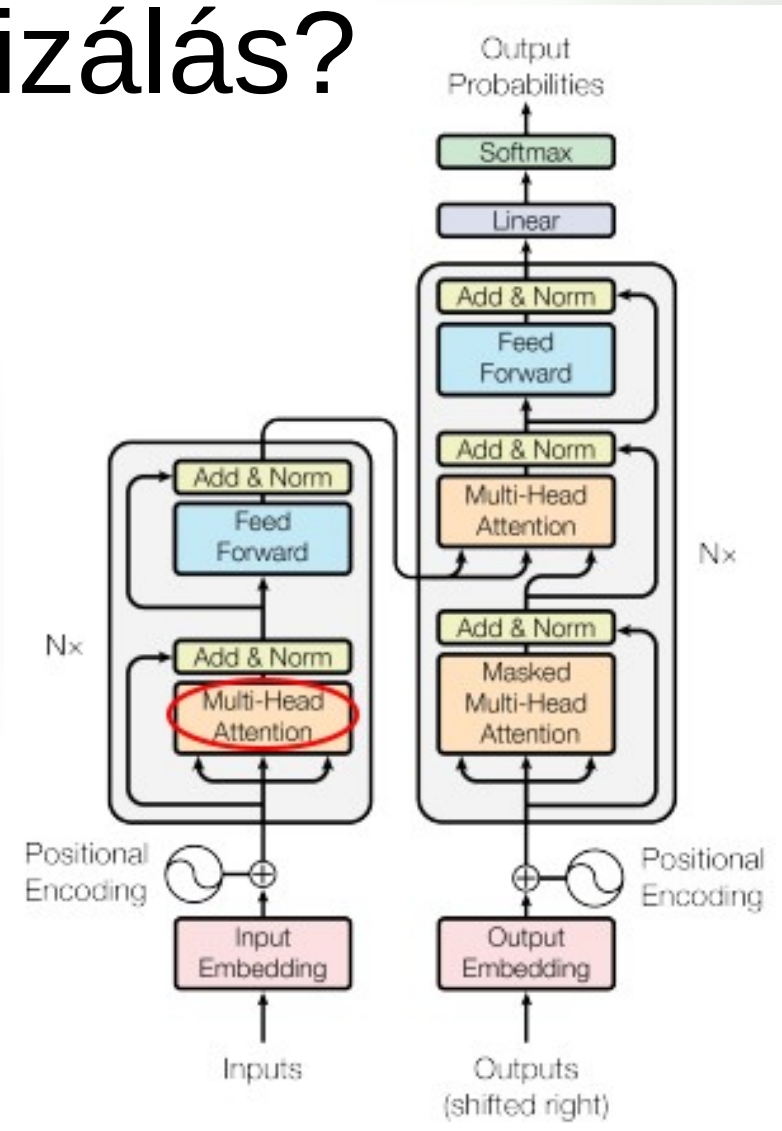 izálás?
Output
Probabilities
Softmax
Linear
Add & Norm
Feed
Forward
Add & Norm
Multi-Head
Attention
Nx
Add & Norm
Masked
Multi-Head
Attention
Add & Norm
Feed
Forward
Nx
Add & Norm
Multi-Head
Attention
Positional
Encoding
Positional
Encoding
Input
Embedding
Output
Embedding
Inputs
Outputs
(shifted right)